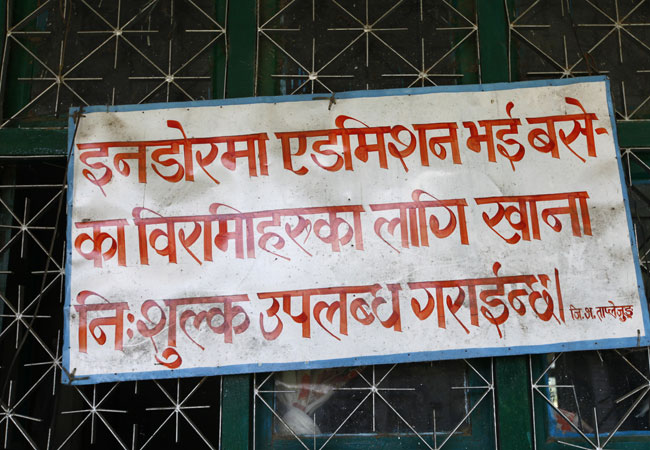 इनडोरमा एडमिशन भई बसे-
का विरामीहरुका लागि खाना
निःशुल्क उपलब्ध गराईन्छ।
जि.अ. ताप्लेजुङ